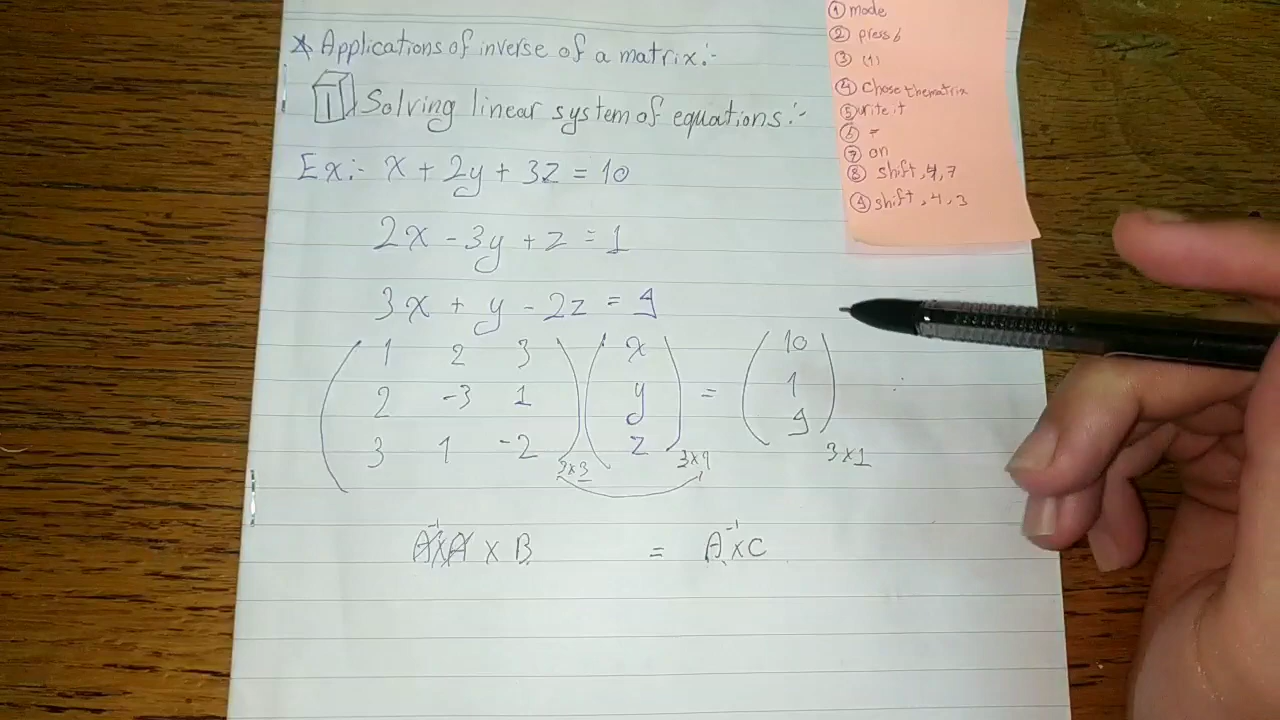 * Applications of inverse of a matrix:-
1 Solving linear system of equations:-
Ex:- x + 2y + 3z = 10
2x - 3y + z = 1
3x + y - 2z = 9
1 2 3 x = 10
2 -3 1 y 1
3 1 -2 z 9
3x3 3x1 3x1
A⁻¹xA x B = A⁻¹xC
① mode
② press 6
③ (1)
④ chose the matrix
⑤ write it
⑥ =
⑦ on
⑧ shift, 4, 7
⑨ shift, 4, 3